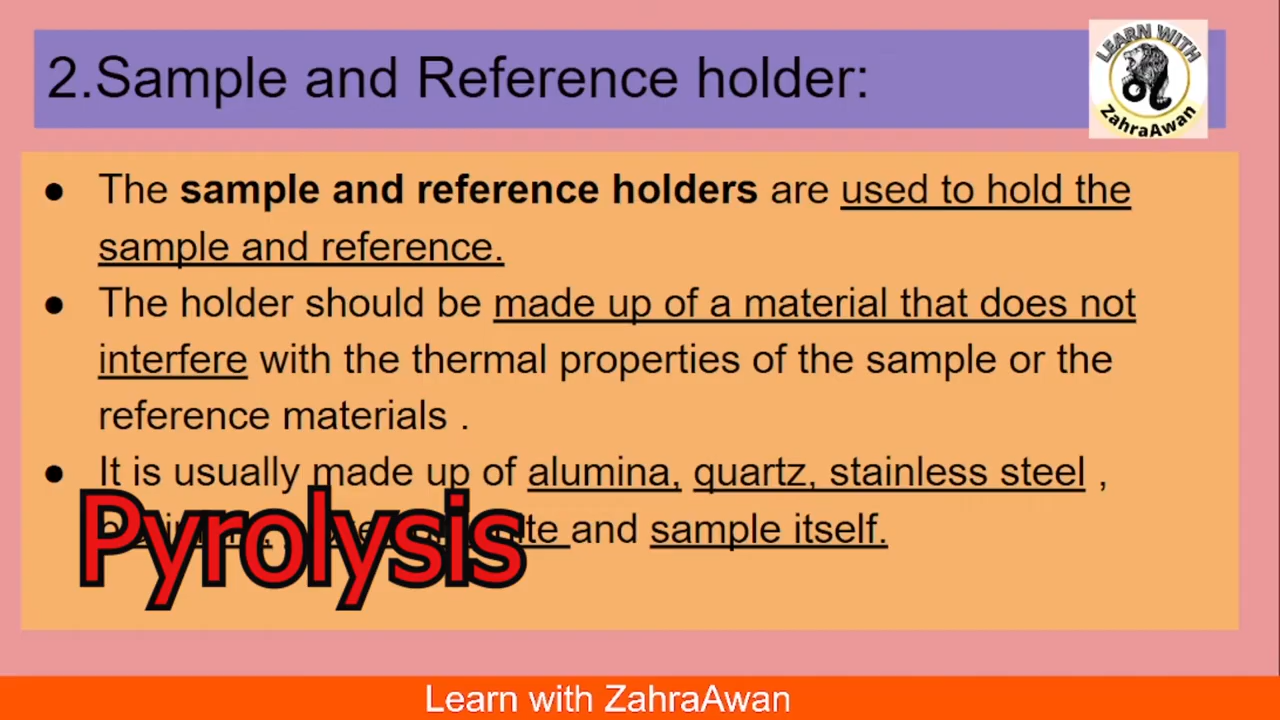 2.Sample and Reference holder:
LEARN WITH
ZahraAwan
● The sample and reference holders are used to hold the
sample and reference.
● The holder should be made up of a material that does not
interfere with the thermal properties of the sample or the
reference materials .
● It is usually made up of alumina, quartz, stainless steel ,
and sample itself.
Pyrolysis
Learn with ZahraAwan